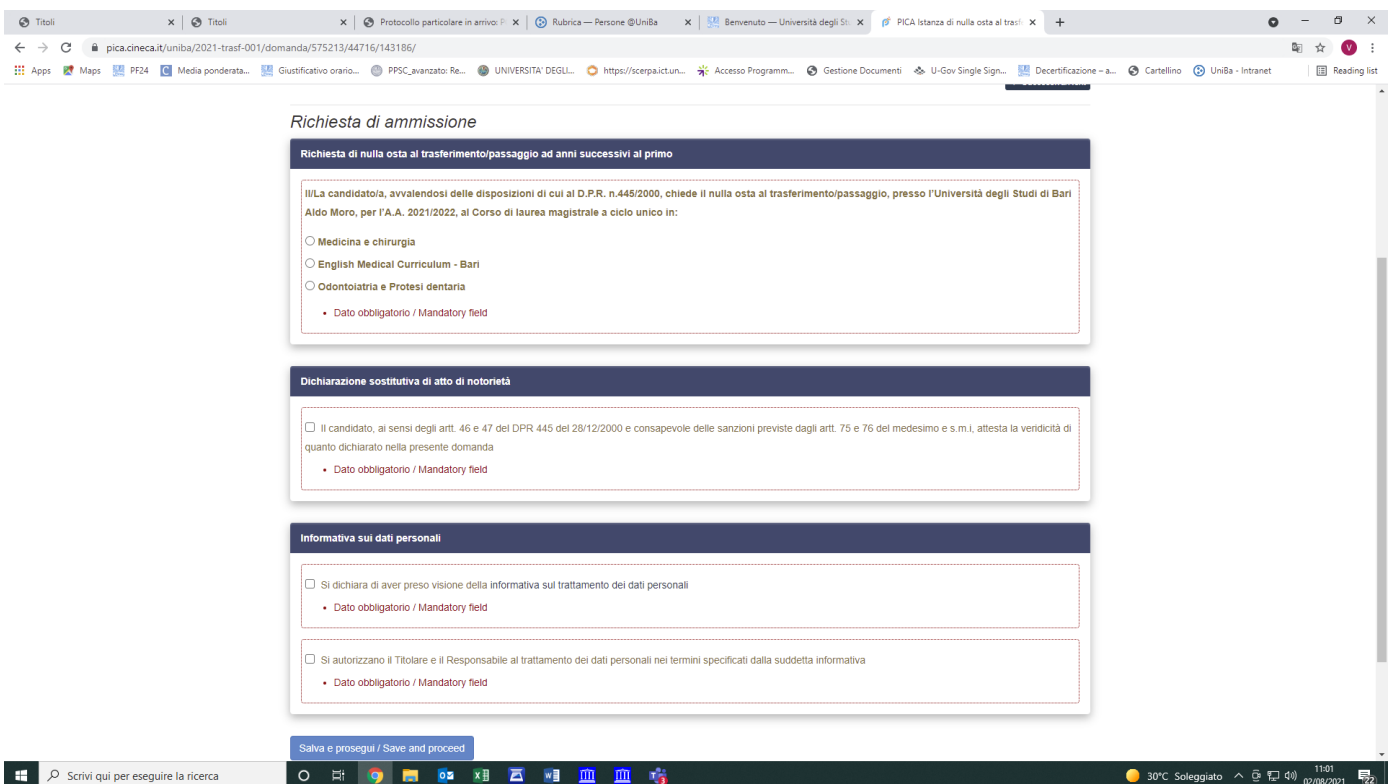 Titoli
Titoli
Protocollo particolare in arrivo: P
Rubrica — Persone @UniBa
Benvenuto — Università degli St
PICA Istanza di nulla osta al trasf
pica.cineca.it/uniba/2021-trasf-001/domanda/575213/44716/143186/
V
Apps
Maps
PF24
Media ponderata...
Giustificativo orario...
PPSC_avanzato: Re...
UNIVERSITA' DEGLI...
https://scerpa.ict.un...
Accesso Programm...
Gestione Documenti
U-Gov Single Sign...
Decertificazione – a...
Cartellino
UniBa - Intranet
Reading list
Richiesta di ammissione
Richiesta di nulla osta al trasferimento/passaggio ad anni successivi al primo
Il/La candidato/a, avvalendosi delle disposizioni di cui al D.P.R. n.445/2000, chiede il nulla osta al trasferimento/passaggio, presso l'Università degli Studi di Bari
Aldo Moro, per l'A.A. 2021/2022, al Corso di laurea magistrale a ciclo unico in:
Medicina e chirurgia
English Medical Curriculum - Bari
Odontoiatria e Protesi dentaria
• Dato obbligatorio / Mandatory field
Dichiarazione sostitutiva di atto di notorietà
Il candidato, ai sensi degli artt. 46 e 47 del DPR 445 del 28/12/2000 e consapevole delle sanzioni previste dagli artt. 75 e 76 del medesimo e s.m.i, attesta la veridicità di
quanto dichiarato nella presente domanda
• Dato obbligatorio / Mandatory field
Informativa sui dati personali
Si dichiara di aver preso visione della informativa sul trattamento dei dati personali
• Dato obbligatorio / Mandatory field
Si autorizzano il Titolare e il Responsabile al trattamento dei dati personali nei termini specificati dalla suddetta informativa
• Dato obbligatorio / Mandatory field
Salva e prosegui / Save and proceed
Scrivi qui per eseguire la ricerca
30°C Soleggiato
11:01
02/08/2021
22